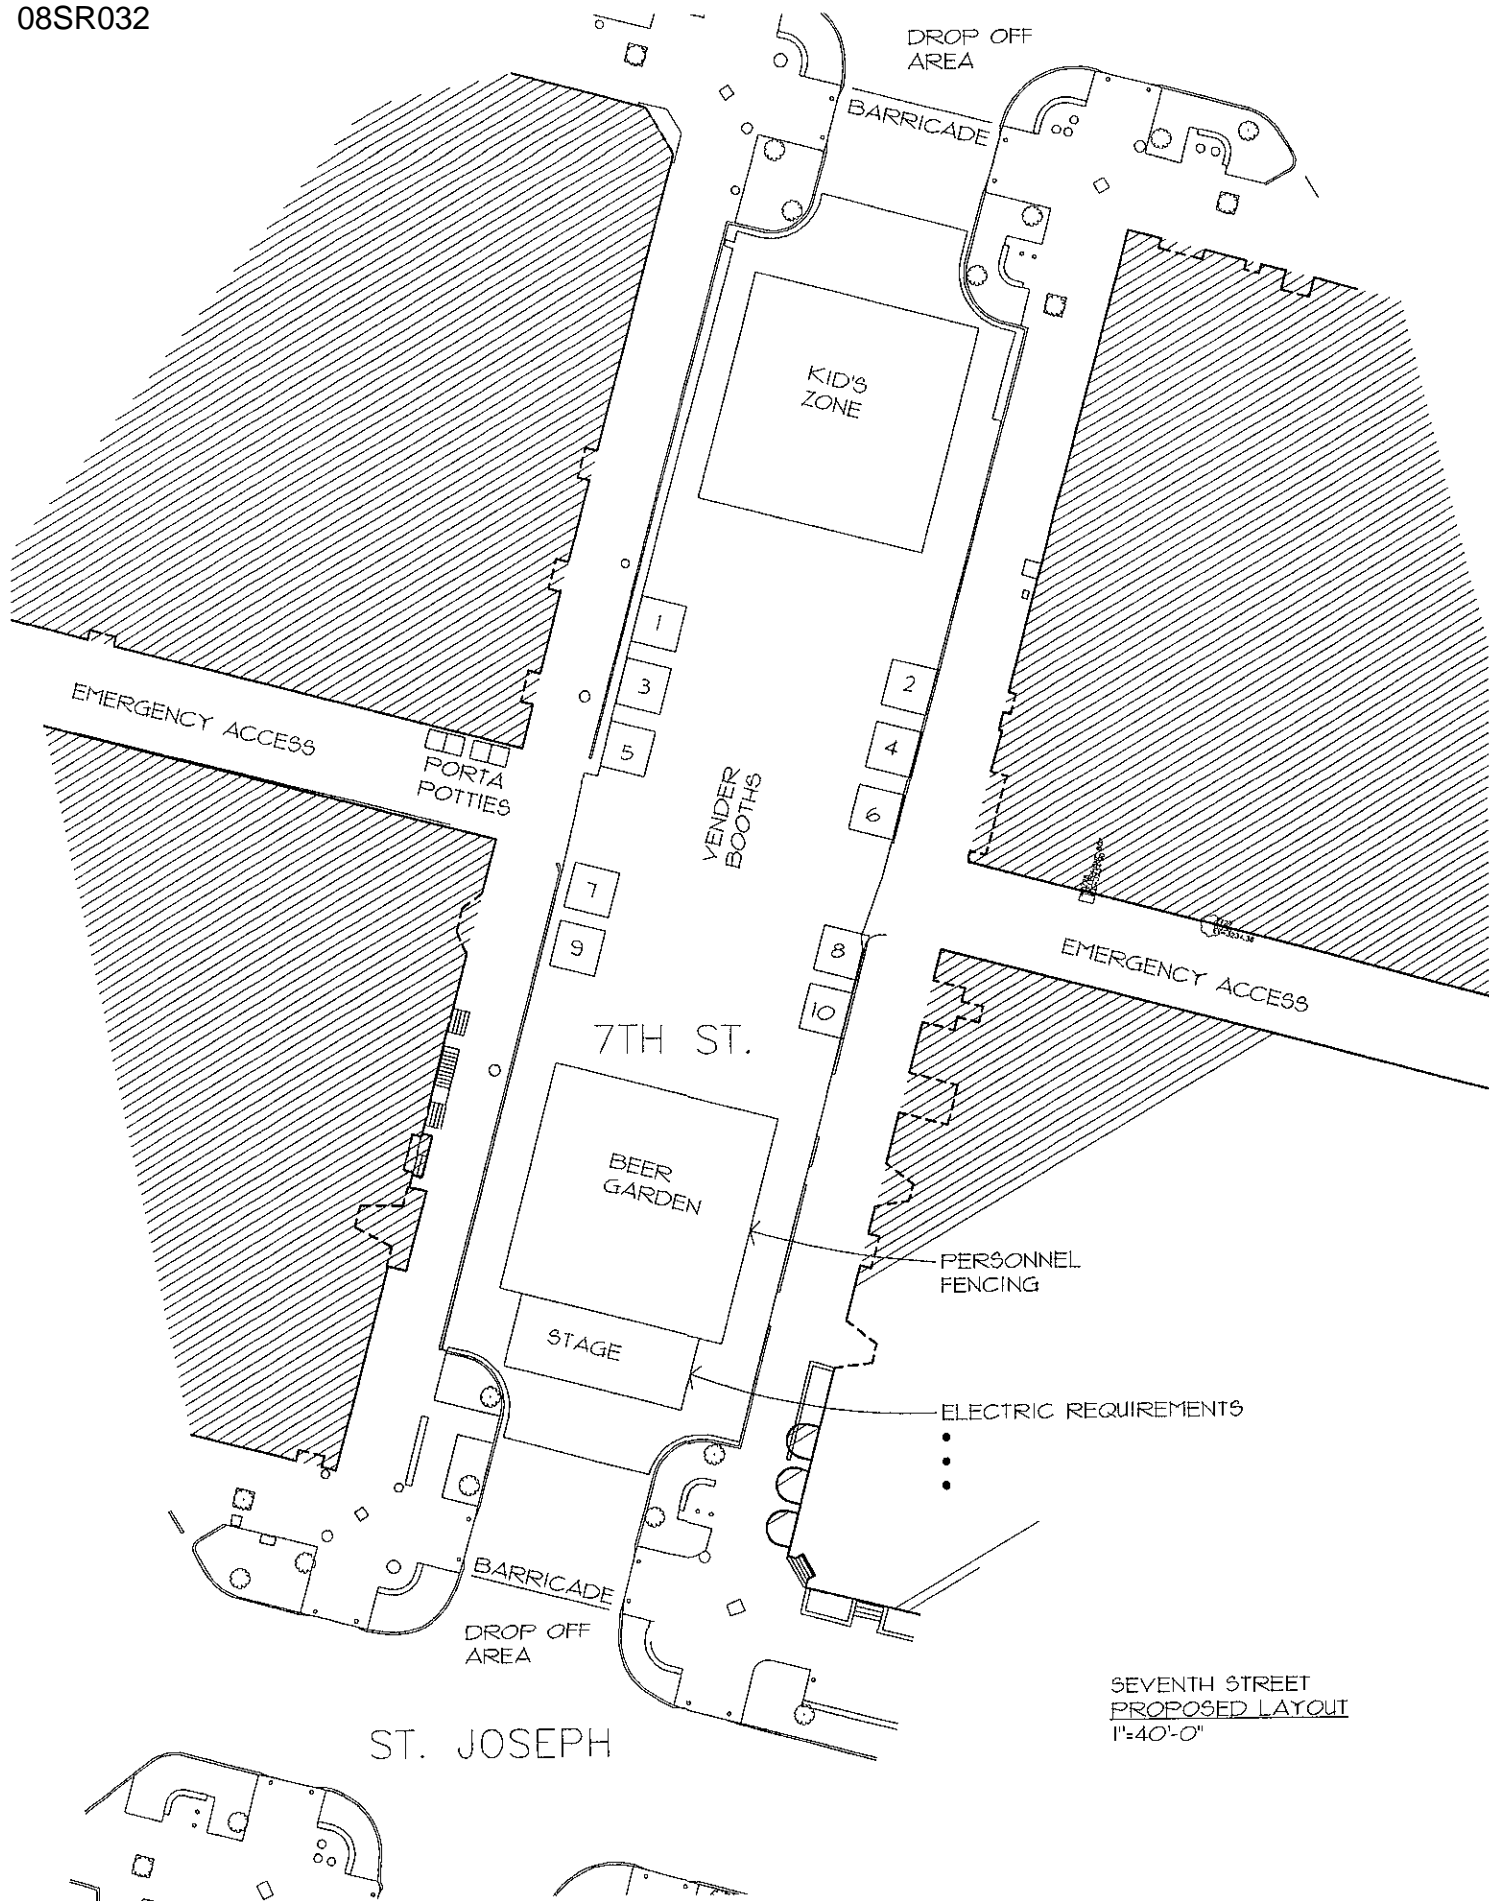 08SR032
DROP OFF
AREA
BARRICADE
KID'S
ZONE
1
2
3
4
5
6
EMERGENCY ACCESS
PORTA
POTTIES
VENDER
BOOTHS
7
8
9
10
EMERGENCY ACCESS
7TH ST.
BEER
GARDEN
PERSONNEL
FENCING
STAGE
ELECTRIC REQUIREMENTS
BARRICADE
DROP OFF
AREA
SEVENTH STREET
PROPOSED LAYOUT
1"=40'-0"
ST. JOSEPH